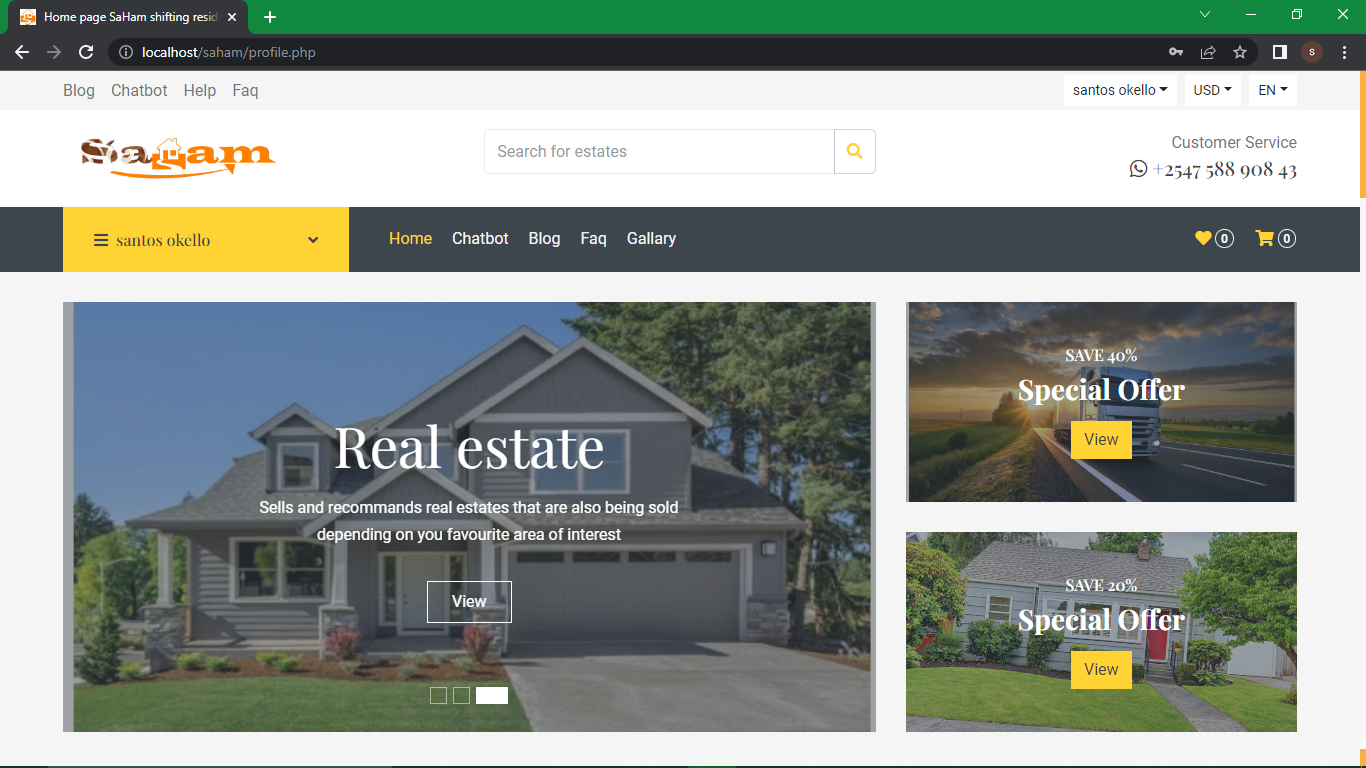 Home page SaHam shifting resid
localhost/saham/profile.php
S
Blog Chatbot Help Faq
santos okello USD EN
SaHam
Search for estates
Customer Service
+2547 588 908 43
santos okello
Home Chatbot Blog Faq Gallary
0 0
Real estate
Sells and recommands real estates that are also being sold
depending on you favourite area of interest
View
SAVE 40%
Special Offer
View
SAVE 20%
Special Offer
View